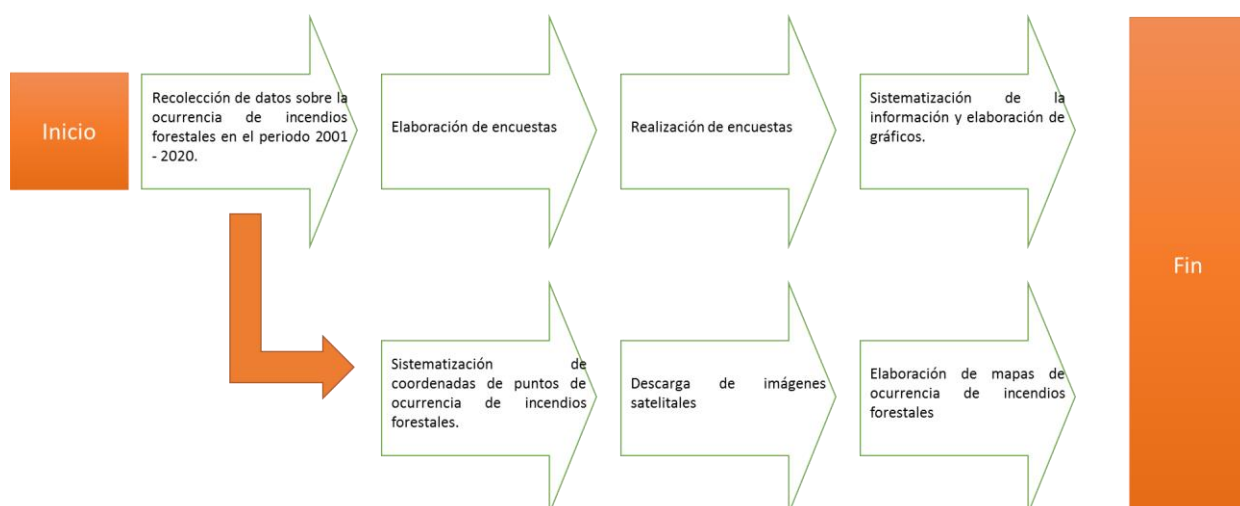 Inicio
Recolección de datos sobre la
ocurrencia de incendios
forestales en el periodo 2001
- 2020.
Elaboración de encuestas
Realización de encuestas
Sistematización de la
información y elaboración de
gráficos.
Sistematización de
coordenadas de puntos de
ocurrencia de incendios
forestales.
Descarga de imágenes
satelitales
Elaboración de mapas de
ocurrencia de incendios
forestales
Fin